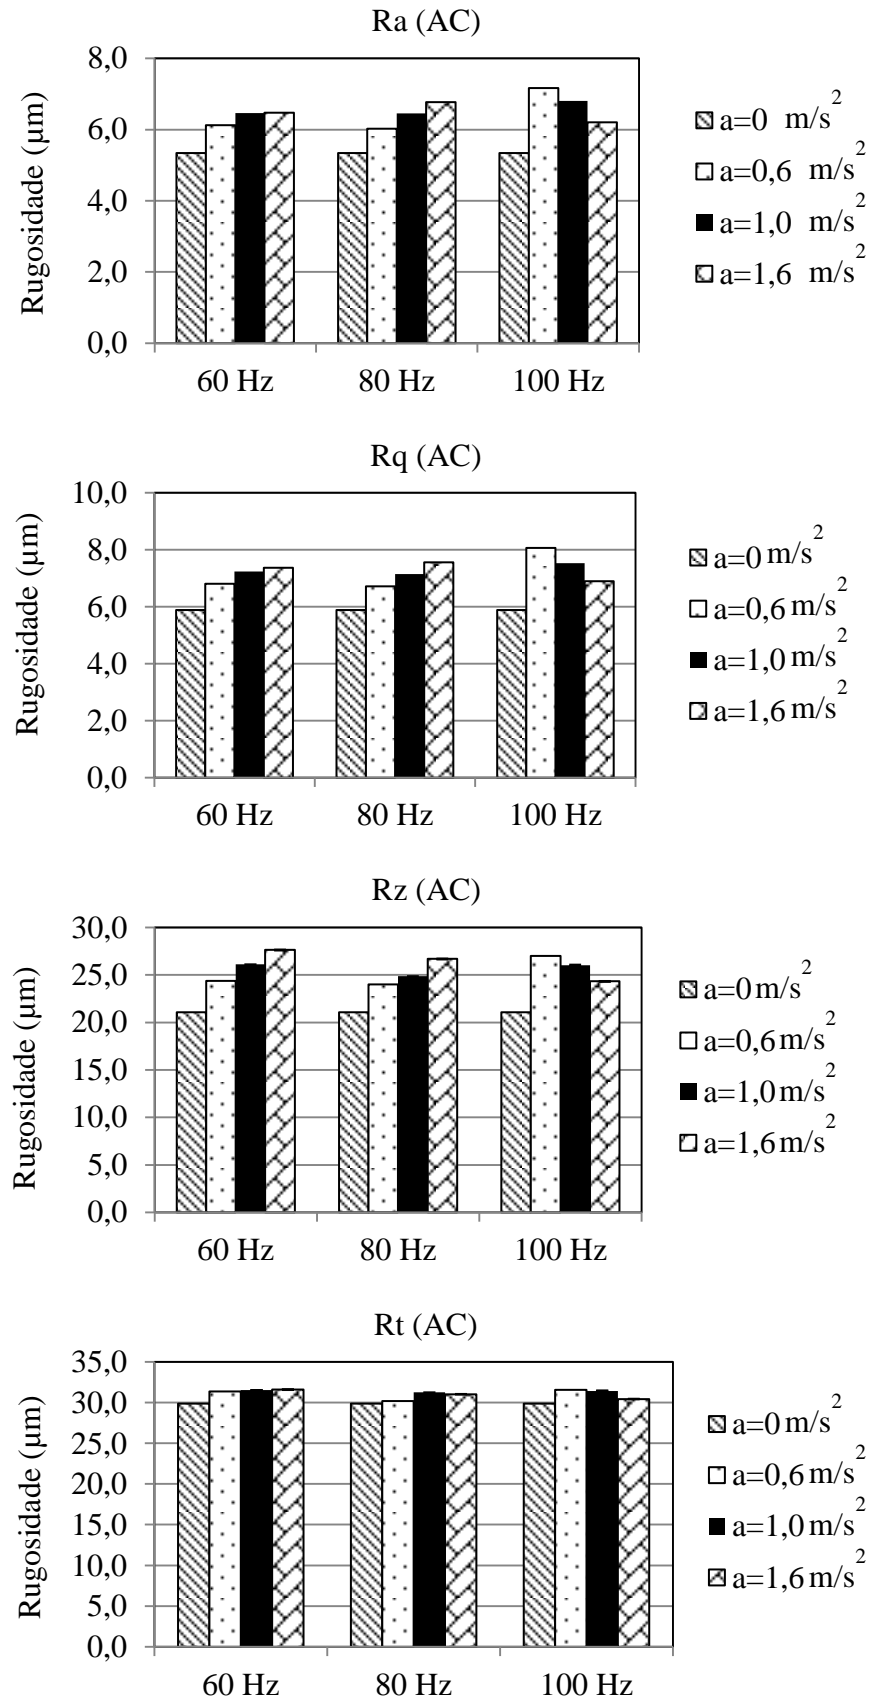 Ra (AC)
Rugosidade (µm)
8,0
6,0
4,0
2,0
0,0
60 Hz
80 Hz
100 Hz
a=0 m/s²
a=0,6 m/s²
a=1,0 m/s²
a=1,6 m/s²
Rq (AC)
Rugosidade (µm)
10,0
8,0
6,0
4,0
2,0
0,0
60 Hz
80 Hz
100 Hz
a=0 m/s²
a=0,6 m/s²
a=1,0 m/s²
a=1,6 m/s²
Rz (AC)
Rugosidade (µm)
30,0
25,0
20,0
15,0
10,0
5,0
0,0
60 Hz
80 Hz
100 Hz
a=0 m/s²
a=0,6 m/s²
a=1,0 m/s²
a=1,6 m/s²
Rt (AC)
Rugosidade (µm)
35,0
30,0
25,0
20,0
15,0
10,0
5,0
0,0
60 Hz
80 Hz
100 Hz
a=0 m/s²
a=0,6 m/s²
a=1,0 m/s²
a=1,6 m/s²